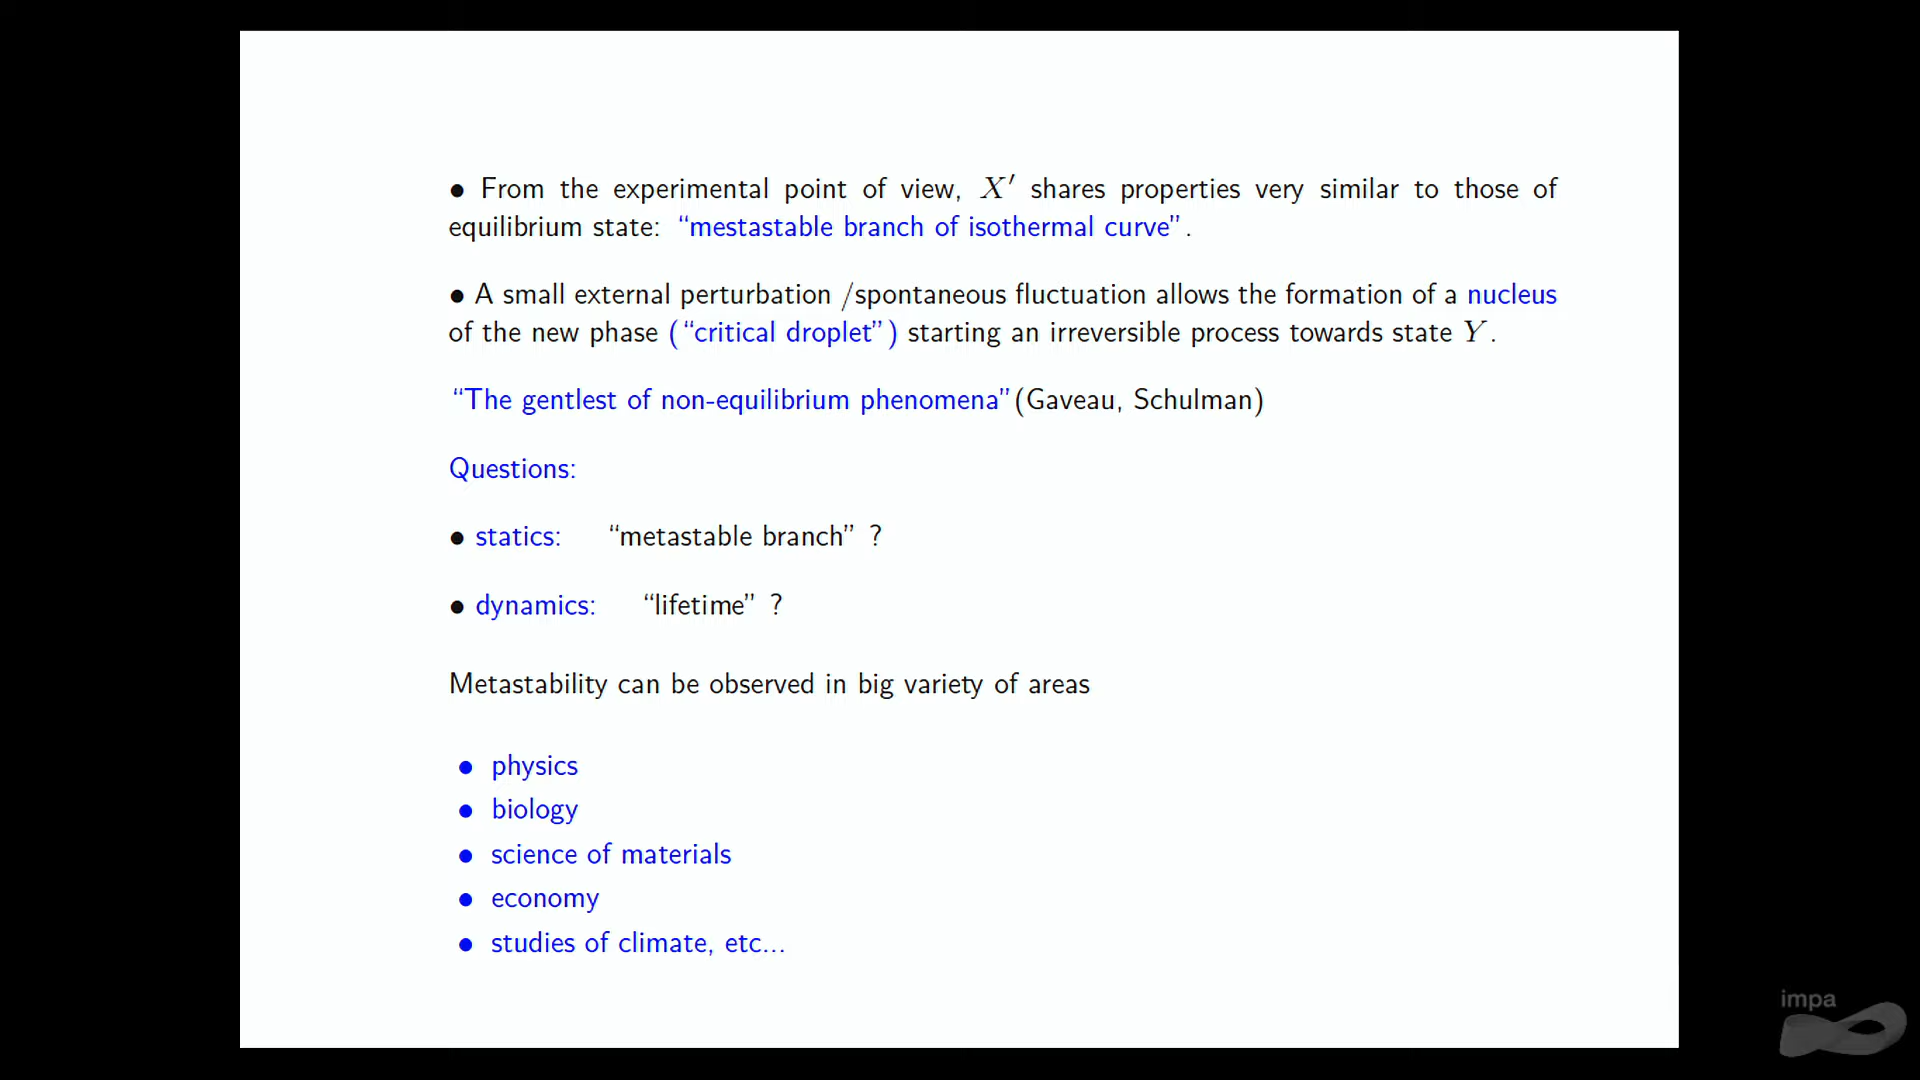 • From the experimental point of view, X′ shares properties very similar to those of
equilibrium state: “mestastable branch of isothermal curve”.
• A small external perturbation /spontaneous fluctuation allows the formation of a nucleus
of the new phase (“critical droplet”) starting an irreversible process towards state Y.
“The gentlest of non-equilibrium phenomena”(Gaveau, Schulman)
Questions:
• statics: “metastable branch” ?
• dynamics: “lifetime” ?
Metastability can be observed in big variety of areas
• physics
• biology
• science of materials
• economy
• studies of climate, etc...
impa